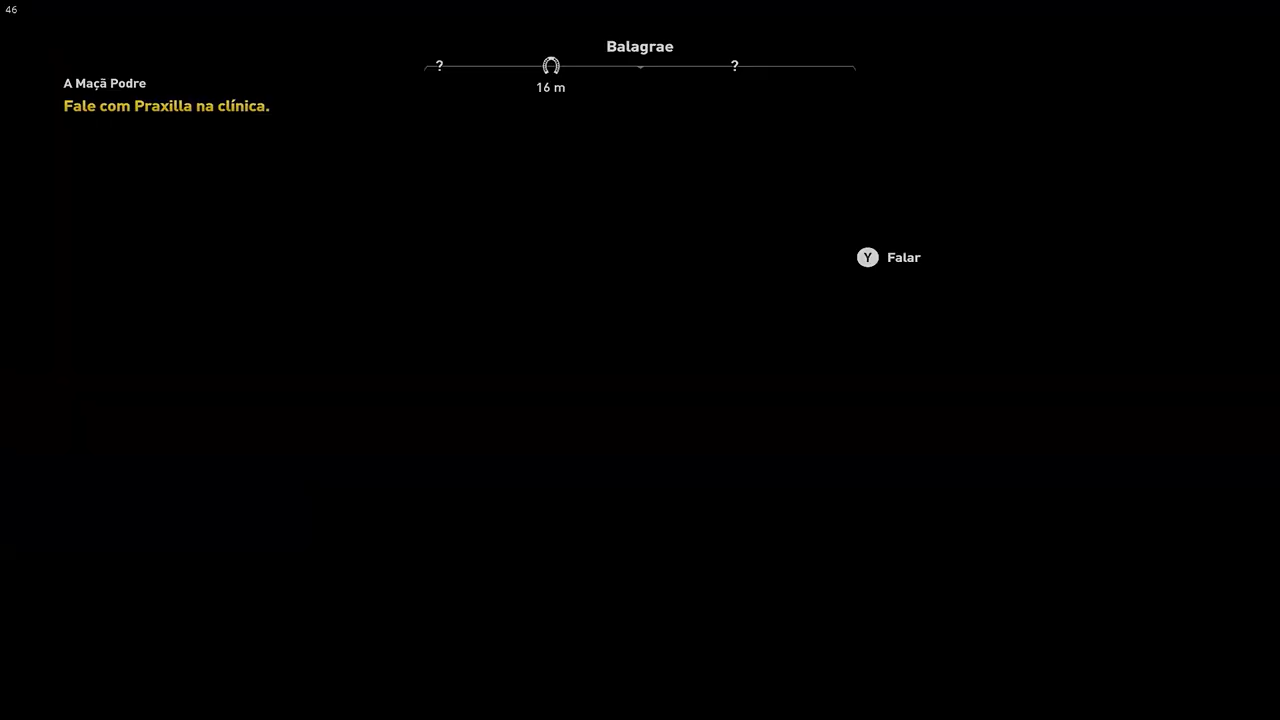 46
Balagrae
? ?
16 m
A Maçã Podre
Fale com Praxilla na clínica.
Y Falar